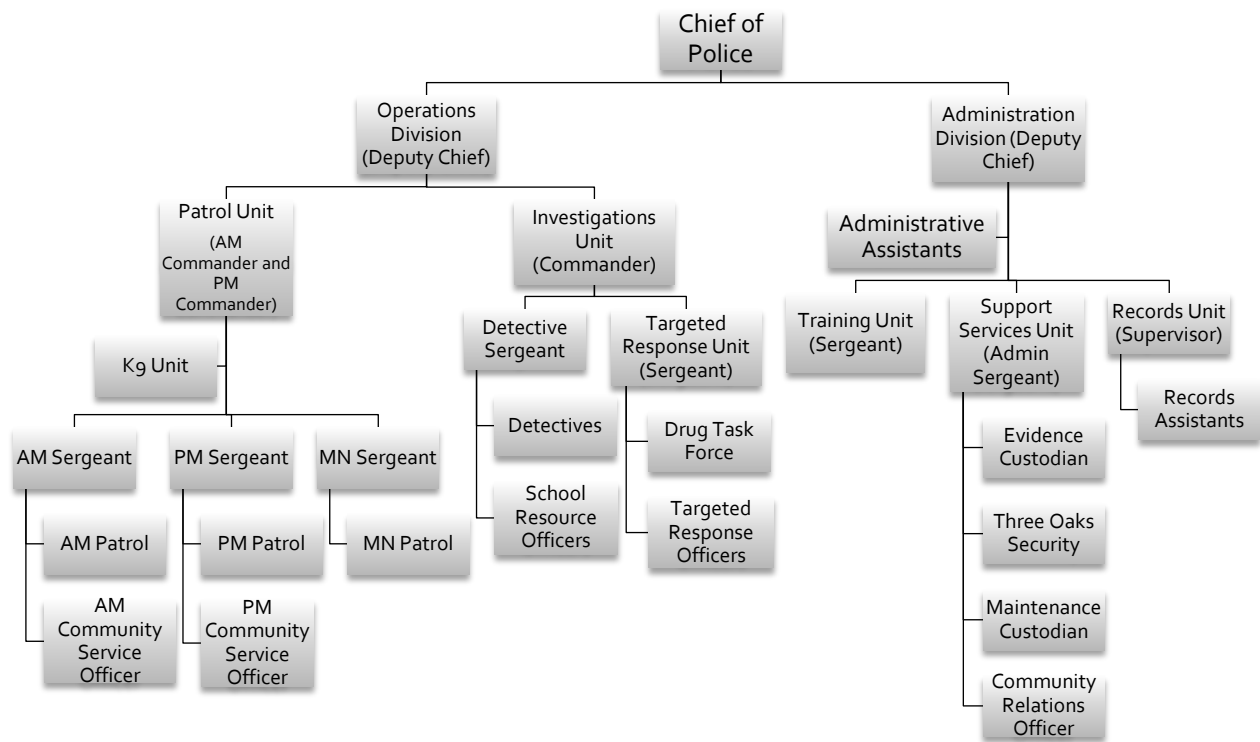 Chief of
Police
Operations
Division
(Deputy Chief)
Administration
Division (Deputy
Chief)
Patrol Unit
(AM
Commander and
PM
Commander)
Investigations
Unit
(Commander)
Administrative
Assistants
K9 Unit
Detective
Sergeant
Targeted
Response Unit
(Sergeant)
Training Unit
(Sergeant)
Support
Services Unit
(Admin
Sergeant)
Records Unit
(Supervisor)
AM Sergeant
PM Sergeant
MN Sergeant
Detectives
Drug Task
Force
Evidence
Custodian
Records
Assistants
AM Patrol
PM Patrol
MN Patrol
School
Resource
Officers
Targeted
Response
Officers
Three Oaks
Security
AM
Community
Service
Officer
PM
Community
Service
Officer
Maintenance
Custodian
Community
Relations
Officer